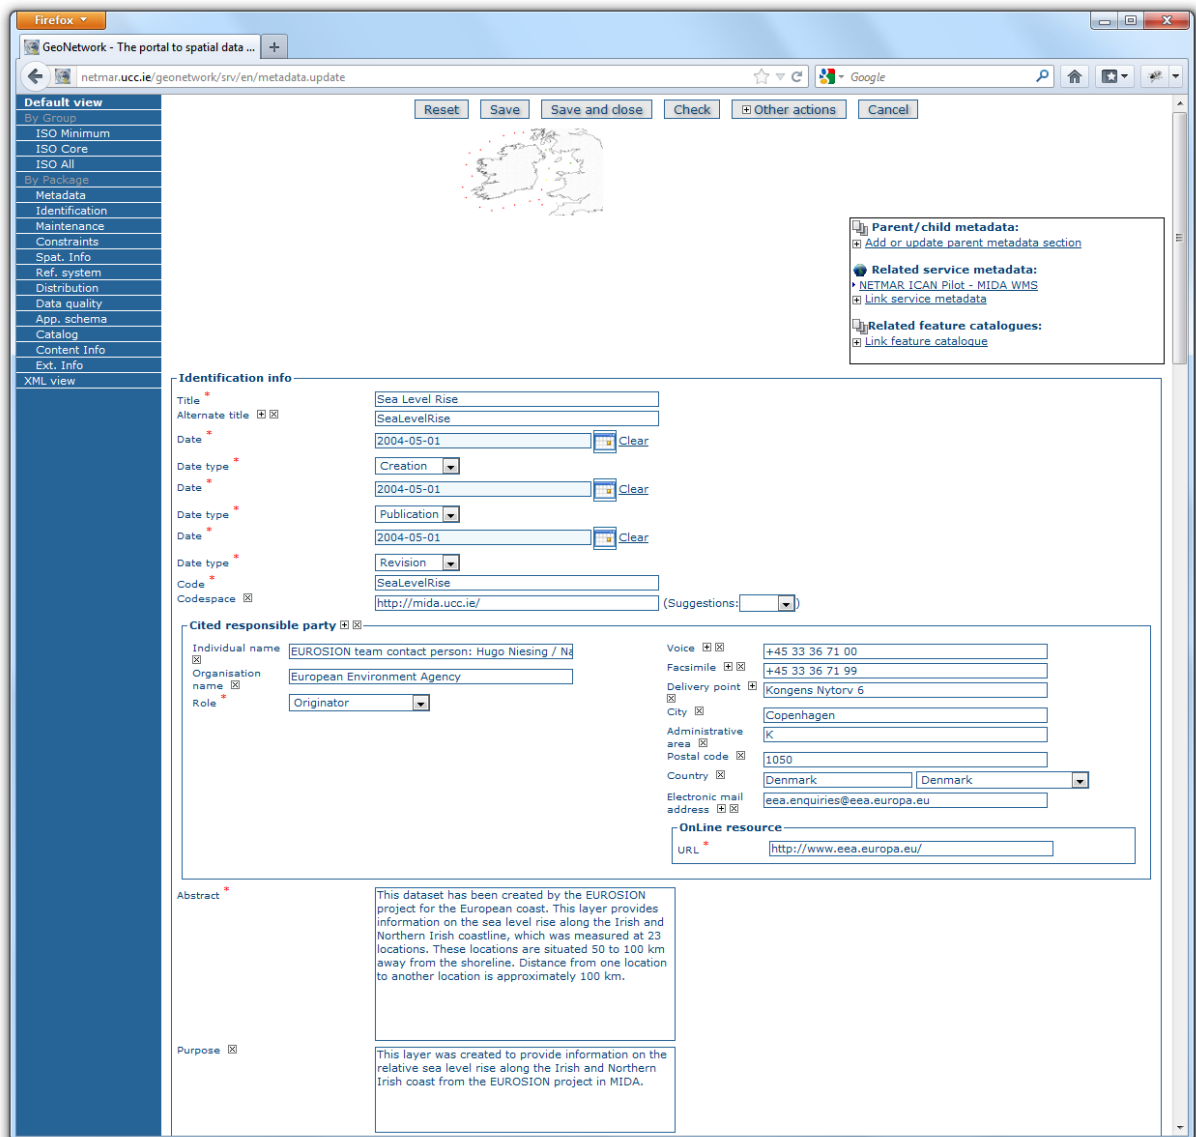 Firefox
GeoNetwork - The portal to spatial data ...
netmar.ucc.ie/geonetwork/srv/en/metadata.update
Google
Default view
By Group
ISO Minimum
ISO Core
ISO All
By Package
Metadata
Identification
Maintenance
Constraints
Spat. Info
Ref. system
Distribution
Data quality
App. schema
Catalog
Content Info
Ext. Info
XML view
Reset Save Save and close Check Other actions Cancel
Parent/child metadata:
Add or update parent metadata section
Related service metadata:
NETMAR ICAN Pilot - MIDA WMS
Link service metadata
Related feature catalogues:
Link feature catalogue
Identification info
Title * Sea Level Rise
Alternate title SeaLevelRise
Date * 2004-05-01 Clear
Date type * Creation
Date * 2004-05-01 Clear
Date type * Publication
Date * 2004-05-01 Clear
Date type * Revision
Code * SeaLevelRise
Codespace http://mida.ucc.ie/ (Suggestions: )
Cited responsible party
Individual name EUROSION team contact person: Hugo Niesing / Na
Organisation
name European Environment Agency
Role * Originator
Voice +45 33 36 71 00
Facsimile +45 33 36 71 99
Delivery point Kongens Nytorv 6
City Copenhagen
Administrative
area K
Postal code 1050
Country Denmark Denmark
Electronic mail
address eea.enquiries@eea.europa.eu
OnLine resource
URL * http://www.eea.europa.eu/
Abstract *
This dataset has been created by the EUROSION
project for the European coast. This layer provides
information on the sea level rise along the Irish and
Northern Irish coastline, which was measured at 23
locations. These locations are situated 50 to 100 km
away from the shoreline. Distance from one location
to another location is approximately 100 km.
Purpose
This layer was created to provide information on the
relative sea level rise along the Irish and Northern
Irish coast from the EUROSION project in MIDA.